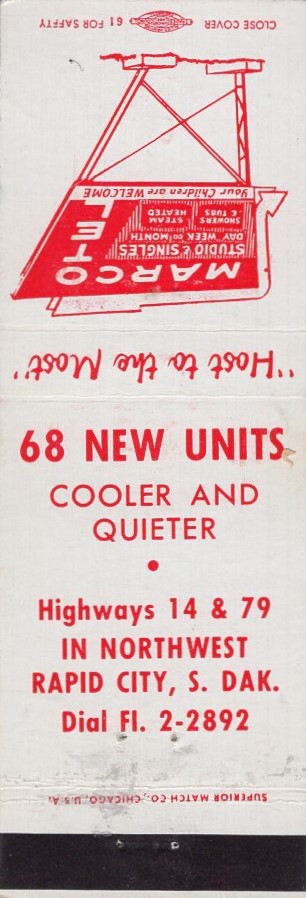 "Host to the Most"
MARCO
TEL
STUDIO & SINGLES
DAY WEEK OR MONTH
SHOWERS & TUBS
STEAM HEATED
Your Children are WELCOME
CLOSE COVER 61 FOR SAFETY
68 NEW UNITS
COOLER AND
QUIETER
•
Highways 14 & 79
IN NORTHWEST
RAPID CITY, S. DAK.
Dial FI. 2-2892
SUPERIOR MATCH CO., CHICAGO, U.S.A.